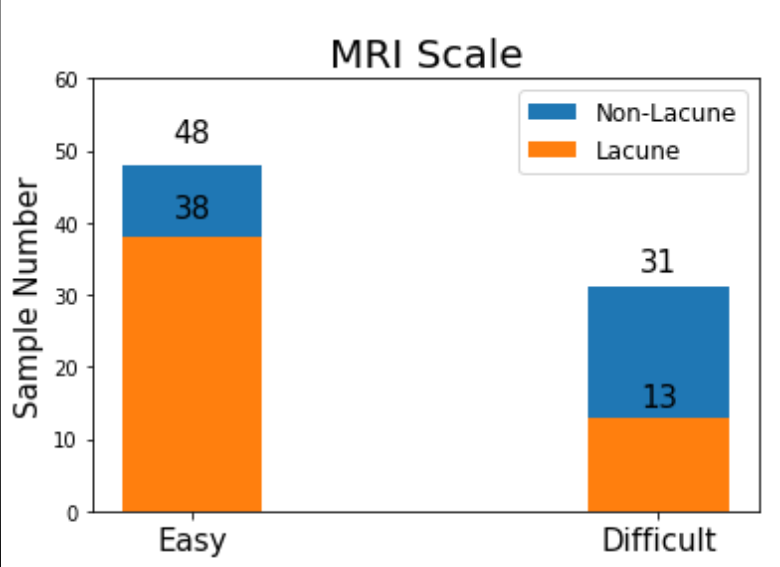 MRI Scale
Non-Lacune
Lacune
Sample Number
60
50
40
30
20
10
0
48
38
31
13
Easy
Difficult